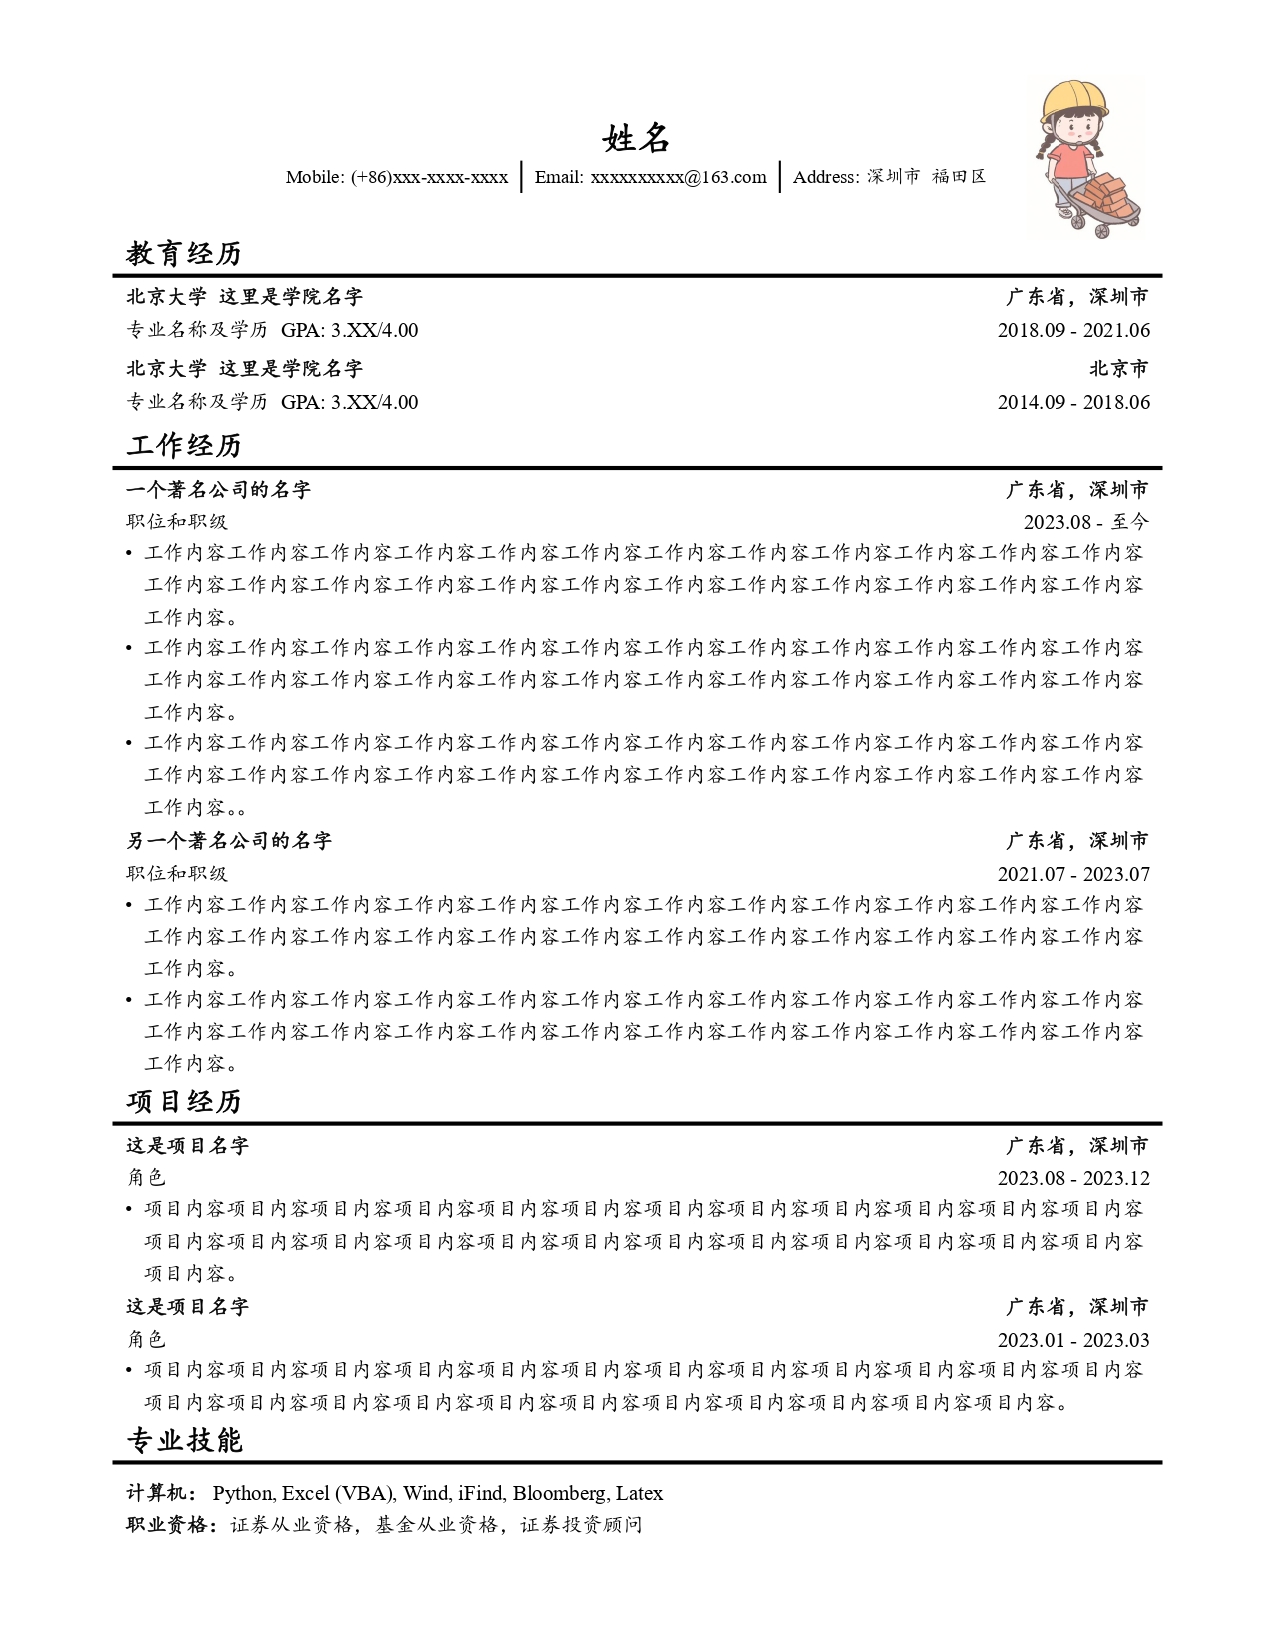 姓名
Mobile: (+86)xxx-xxxx-xxxx | Email: xxxxxxxxxx@163.com | Address: 深圳市 福田区
教育经历
北京大学 这里是学院名字 广东省，深圳市
专业名称及学历 GPA: 3.XX/4.00 2018.09 - 2021.06
北京大学 这里是学院名字 北京市
专业名称及学历 GPA: 3.XX/4.00 2014.09 - 2018.06
工作经历
一个著名公司的名字 广东省，深圳市
职位和职级 2023.08 - 至今
• 工作内容工作内容工作内容工作内容工作内容工作内容工作内容工作内容工作内容工作内容工作内容工作内容
工作内容工作内容工作内容工作内容工作内容工作内容工作内容工作内容工作内容工作内容工作内容工作内容
工作内容。
• 工作内容工作内容工作内容工作内容工作内容工作内容工作内容工作内容工作内容工作内容工作内容工作内容
工作内容工作内容工作内容工作内容工作内容工作内容工作内容工作内容工作内容工作内容工作内容工作内容
工作内容。
• 工作内容工作内容工作内容工作内容工作内容工作内容工作内容工作内容工作内容工作内容工作内容工作内容
工作内容工作内容工作内容工作内容工作内容工作内容工作内容工作内容工作内容工作内容工作内容工作内容
工作内容。。
另一个著名公司的名字 广东省，深圳市
职位和职级 2021.07 - 2023.07
• 工作内容工作内容工作内容工作内容工作内容工作内容工作内容工作内容工作内容工作内容工作内容工作内容
工作内容工作内容工作内容工作内容工作内容工作内容工作内容工作内容工作内容工作内容工作内容工作内容
工作内容。
• 工作内容工作内容工作内容工作内容工作内容工作内容工作内容工作内容工作内容工作内容工作内容工作内容
工作内容工作内容工作内容工作内容工作内容工作内容工作内容工作内容工作内容工作内容工作内容工作内容
工作内容。
项目经历
这是项目名字 广东省，深圳市
角色 2023.08 - 2023.12
• 项目内容项目内容项目内容项目内容项目内容项目内容项目内容项目内容项目内容项目内容项目内容项目内容
项目内容项目内容项目内容项目内容项目内容项目内容项目内容项目内容项目内容项目内容项目内容项目内容
项目内容。
这是项目名字 广东省，深圳市
角色 2023.01 - 2023.03
• 项目内容项目内容项目内容项目内容项目内容项目内容项目内容项目内容项目内容项目内容项目内容项目内容
项目内容项目内容项目内容项目内容项目内容项目内容项目内容项目内容项目内容项目内容项目内容。
专业技能
计算机： Python, Excel (VBA), Wind, iFind, Bloomberg, Latex
职业资格：证券从业资格，基金从业资格，证券投资顾问